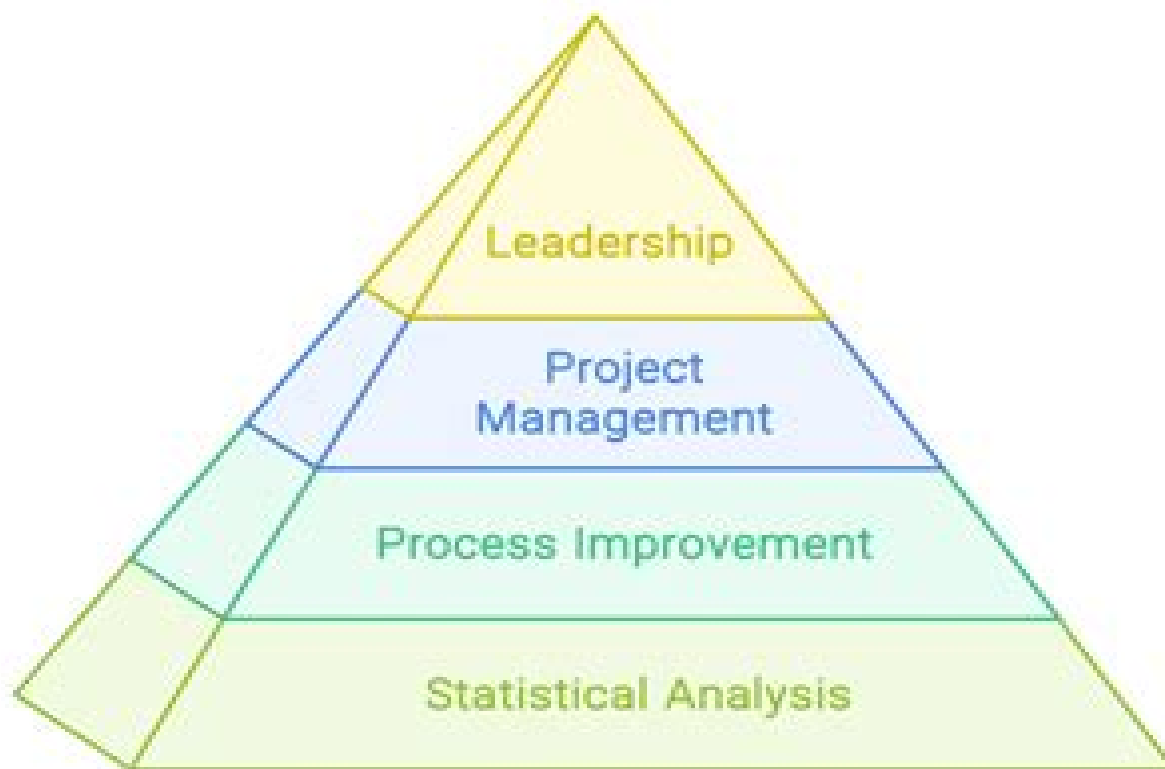 Leadership
Project
Management
Process Improvement
Statistical Analysis